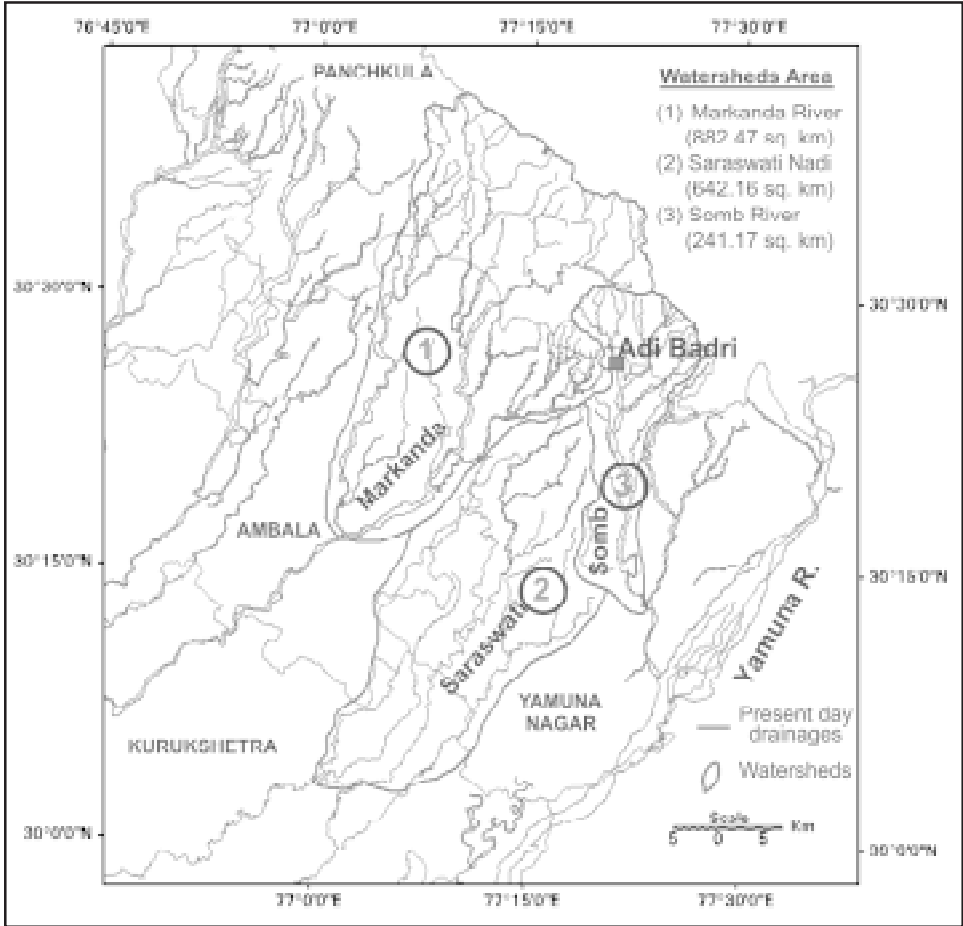 76°45'0"E 77°0'0"E 77°15'0"E 77°30'0"E
PANCHKULA
Watersheds Area
(1) Markanda River
(882.47 sq. km)
(2) Saraswati Nadi
(642.16 sq. km)
(3) Somb River
(241.17 sq. km)
30°30'0"N
30°30'0"N
1
Adi Badri
Markanda
3
AMBALA
Somb
30°15'0"N
30°15'0"N
2
Saraswati
Yamuna R.
YAMUNA
NAGAR
KURUKSHETRA
Present day
drainages
Watersheds
Scale
5 0 5 Km
30°0'0"N
30°0'0"N
77°0'0"E 77°15'0"E 77°30'0"E